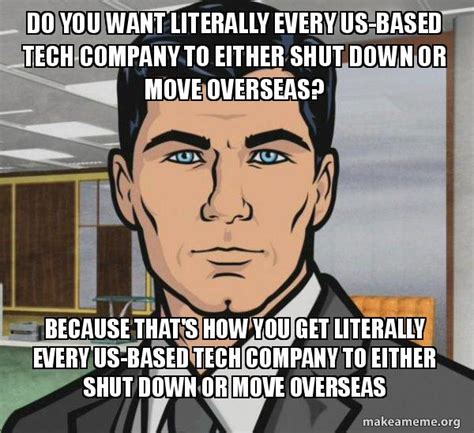 DO YOU WANT LITERALLY EVERY US-BASED
TECH COMPANY TO EITHER SHUT DOWN OR
MOVE OVERSEAS?
BECAUSE THAT'S HOW YOU GET LITERALLY
EVERY US-BASED TECH COMPANY TO EITHER
SHUT DOWN OR MOVE OVERSEAS
makeameme.org